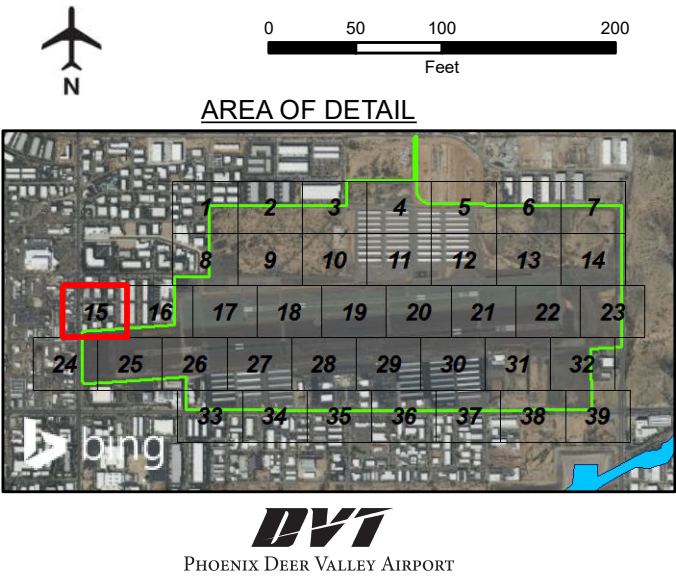 0 50 100 200
Feet
N
AREA OF DETAIL
1 2 3 4 5 6 7
8 9 10 11 12 13 14
15 16 17 18 19 20 21 22 23
24 25 26 27 28 29 30 31 32
33 34 35 36 37 38 39
bing
DVT
PHOENIX DEER VALLEY AIRPORT